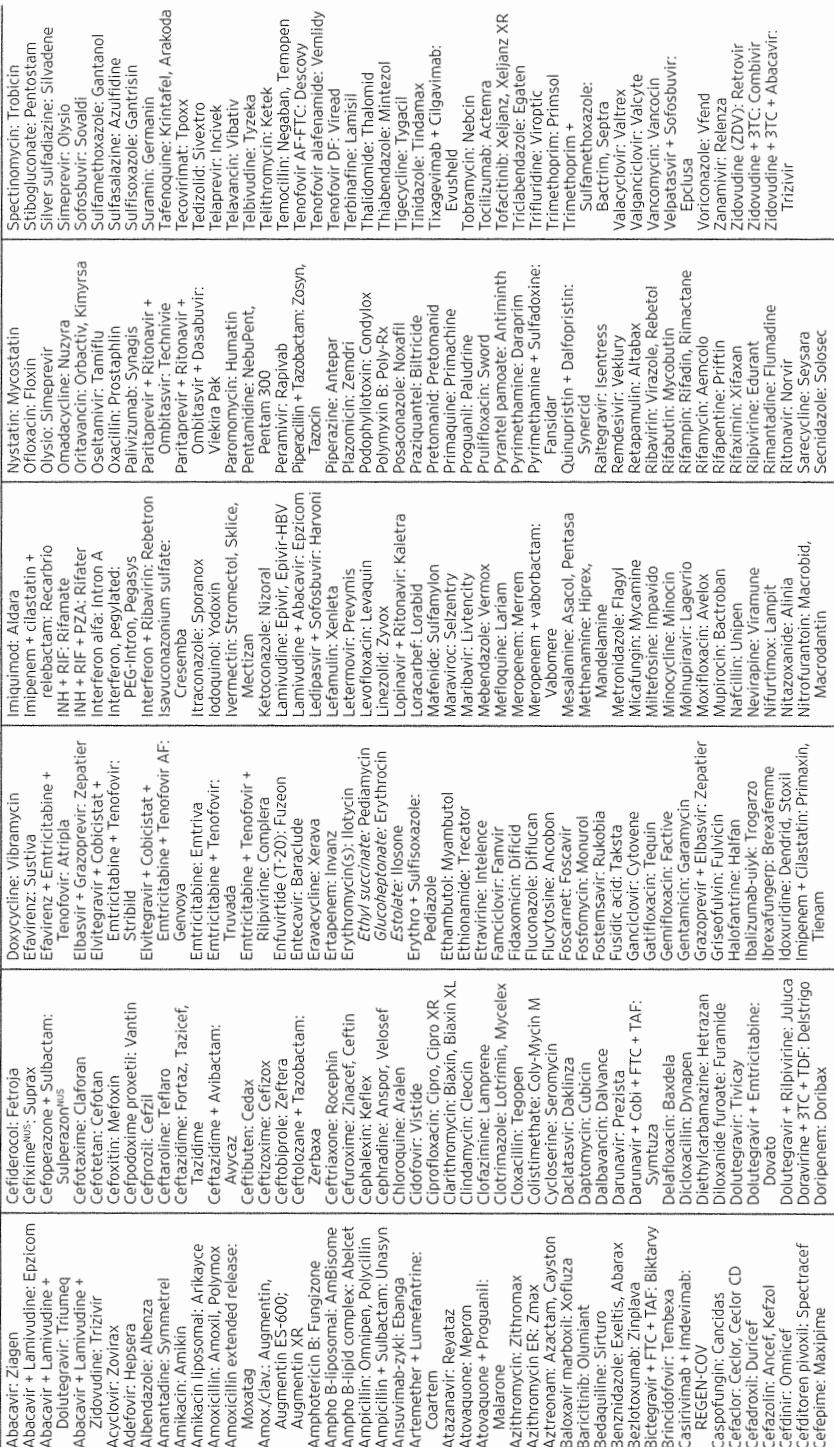 Abacavir: Ziagen
Abacavir + Lamivudine: Epzicom
Abacavir + Lamivudine +
Dolutegravir: Triumeq
Abacavir + Lamivudine +
Zidovudine: Trizivir
Acyclovir: Zovirax
Adefovir: Hepsera
Albendazole: Albenza
Amantadine: Symmetrel
Amikacin: Amikin
Amikacin liposomal: Arikayce
Amoxicillin: Amoxil, Polymox
Amoxicillin extended release:
Moxatag
Amox./clav.: Augmentin,
Augmentin ES-600;
Augmentin XR
Amphotericin B: Fungizone
Ampho B-liposomal: AmBisome
Ampho B-lipid complex: Abelcet
Ampicillin: Omnipen, Polycillin
Ampicillin + Sulbactam: Unasyn
Ansuvimab-zykl: Ebanga
Artemether + Lumefantrine:
Coartem
Atazanavir: Reyataz
Atovaquone: Mepron
Atovaquone + Proguanil:
Malarone
Azithromycin: Zithromax
Azithromycin ER: Zmax
Aztreonam: Azactam, Cayston
Baloxavir marboxil: Xofluza
Baricitinib: Olumiant
Bedaquiline: Sirturo
Benznidazole: Exeltis, Abarax
Bezlotoxumab: Zinplava
Bictegravir + FTC + TAF: Biktarvy
Brincidofovir: Tembexa
Casirivimab + Imdevimab:
REGEN-COV
Caspofungin: Cancidas
Cefaclor: Ceclor, Ceclor CD
Cefadroxil: Duricef
Cefazolin: Ancef, Kefzol
Cefdinir: Omnicef
Cefditoren pivoxil: Spectracef
Cefepime: Maxipime
Cefiderocol: Fetroja
Cefixime^NUS: Suprax
Cefoperazone + Sulbactam:
Sulperazon^NUS
Cefotaxime: Claforan
Cefotetan: Cefotan
Cefoxitin: Mefoxin
Cefpodoxime proxetil: Vantin
Cefprozil: Cefzil
Ceftaroline: Teflaro
Ceftazidime: Fortaz, Tazicef,
Tazidime
Ceftazidime + Avibactam:
Avycaz
Ceftibuten: Cedax
Ceftizoxime: Cefizox
Ceftobiprole: Zeftera
Ceftolozane + Tazobactam:
Zerbaxa
Ceftriaxone: Rocephin
Cefuroxime: Zinacef, Ceftin
Cephalexin: Keflex
Cephradine: Anspor, Velosef
Chloroquine: Aralen
Cidofovir: Vistide
Ciprofloxacin: Cipro, Cipro XR
Clarithromycin: Biaxin, Biaxin XL
Clindamycin: Cleocin
Clofazimine: Lamprene
Clotrimazole: Lotrimin, Mycelex
Cloxacillin: Tegopen
Colistimethate: Coly-Mycin M
Cycloserine: Seromycin
Daclatasvir: Daklinza
Daptomycin: Cubicin
Dalbavancin: Dalvance
Darunavir: Prezista
Darunavir + Cobi + FTC + TAF:
Symtuza
Delafloxacin: Baxdela
Dicloxacillin: Dynapen
Diethylcarbamazine: Hetrazan
Diloxanide furoate: Furamide
Dolutegravir: Tivicay
Dolutegravir + Emtricitabine:
Dovato
Dolutegravir + Rilpivirine: Juluca
Doravirine + 3TC + TDF: Delstrigo
Doripenem: Doribax
Doxycycline: Vibramycin
Efavirenz: Sustiva
Efavirenz + Emtricitabine +
Tenofovir: Atripla
Elbasvir + Grazoprevir: Zepatier
Elvitegravir + Cobicistat +
Emtricitabine + Tenofovir:
Stribild
Elvitegravir + Cobicistat +
Emtricitabine + Tenofovir AF:
Genvoya
Emtricitabine: Emtriva
Emtricitabine + Tenofovir:
Truvada
Emtricitabine + Tenofovir +
Rilpivirine: Complera
Enfuvirtide (T-20): Fuzeon
Entecavir: Baraclude
Eravacycline: Xerava
Ertapenem: Invanz
Erythromycin(s): Ilotycin
Ethyl succinate: Pediamycin
Glucoheptonate: Erythrocin
Estolate: Ilosone
Erythro + Sulfisoxazole:
Pediazole
Ethambutol: Myambutol
Ethionamide: Trecator
Etravirine: Intelence
Famciclovir: Famvir
Fidaxomicin: Dificid
Fluconazole: Diflucan
Flucytosine: Ancobon
Foscarnet: Foscavir
Fosfomycin: Monurol
Fostemsavir: Rukobia
Fusidic acid: Taksta
Ganciclovir: Cytovene
Gatifloxacin: Tequin
Gemifloxacin: Factive
Gentamicin: Garamycin
Grazoprevir + Elbasvir: Zepatier
Griseofulvin: Fulvicin
Halofantrine: Halfan
Ibalizumab-uiyk: Trogarzo
Ibrexafungerp: Brexafemme
Idoxuridine: Dendrid, Stoxil
Imipenem + Cilastatin: Primaxin,
Tienam
Imiquimod: Aldara
Imipenem + cilastatin +
relebactam: Recarbrio
INH + RIF: Rifamate
INH + RIF + PZA: Rifater
Interferon alfa: Intron A
Interferon, pegylated:
PEG-Intron, Pegasys
Interferon + Ribavirin: Rebetron
Isavuconazonium sulfate:
Cresemba
Itraconazole: Sporanox
Iodoquinol: Yodoxin
Ivermectin: Stromectol, Sklice,
Mectizan
Ketoconazole: Nizoral
Lamivudine: Epivir, Epivir-HBV
Lamivudine + Abacavir: Epzicom
Ledipasvir + Sofosbuvir: Harvoni
Lefamulin: Xenleta
Letermovir: Prevymis
Levofloxacin: Levaquin
Linezolid: Zyvox
Lopinavir + Ritonavir: Kaletra
Loracarbef: Lorabid
Mafenide: Sulfamylon
Maraviroc: Selzentry
Maribavir: Livtencity
Mebendazole: Vermox
Mefloquine: Lariam
Meropenem: Merrem
Meropenem + vaborbactam:
Vabomere
Mesalamine: Asacol, Pentasa
Methenamine: Hiprex,
Mandelamine
Metronidazole: Flagyl
Micafungin: Mycamine
Miltefosine: Impavido
Minocycline: Minocin
Molnupiravir: Lagevrio
Moxifloxacin: Avelox
Mupirocin: Bactroban
Nafcillin: Unipen
Nevirapine: Viramune
Nifurtimox: Lampit
Nitazoxanide: Alinia
Nitrofurantoin: Macrobid,
Macrodantin
Nystatin: Mycostatin
Ofloxacin: Floxin
Olysio: Simeprevir
Omadacycline: Nuzyra
Oritavancin: Orbactiv, Kimyrsa
Oseltamivir: Tamiflu
Oxacillin: Prostaphlin
Palivizumab: Synagis
Paritaprevir + Ritonavir +
Ombitasvir: Technivie
Paritaprevir + Ritonavir +
Ombitasvir + Dasabuvir:
Viekira Pak
Paromomycin: Humatin
Pentamidine: NebuPent,
Pentam 300
Peramivir: Rapivab
Piperacillin + Tazobactam: Zosyn,
Tazocin
Piperazine: Antepar
Plazomicin: Zemdri
Podophyllotoxin: Condylox
Polymyxin B: Poly-Rx
Posaconazole: Noxafil
Praziquantel: Biltricide
Pretomanid: Pretomanid
Primaquine: Primachine
Proguanil: Paludrine
Prulifloxacin: Sword
Pyrantel pamoate: Antiminth
Pyrimethamine: Daraprim
Pyrimethamine + Sulfadoxine:
Fansidar
Quinupristin + Dalfopristin:
Synercid
Raltegravir: Isentress
Remdesivir: Veklury
Retapamulin: Altabax
Ribavirin: Virazole, Rebetol
Rifabutin: Mycobutin
Rifampin: Rifadin, Rimactane
Rifamycin: Aemcolo
Rifapentine: Priftin
Rifaximin: Xifaxan
Rilpivirine: Edurant
Rimantadine: Flumadine
Ritonavir: Norvir
Sarecycline: Seysara
Secnidazole: Solosec
Spectinomycin: Trobicin
Stibogluconate: Pentostam
Silver sulfadiazine: Silvadene
Simeprevir: Olysio
Sofosbuvir: Sovaldi
Sulfamethoxazole: Gantanol
Sulfasalazine: Azulfidine
Sulfisoxazole: Gantrisin
Suramin: Germanin
Tafenoquine: Krintafel, Arakoda
Tecovirimat: Tpoxx
Tedizolid: Sivextro
Telaprevir: Incivek
Telavancin: Vibativ
Telbivudine: Tyzeka
Telithromycin: Ketek
Temocillin: Negaban, Temopen
Tenofovir AF-FTC: Descovy
Tenofovir alafenamide: Vemlidy
Tenofovir DF: Viread
Terbinafine: Lamisil
Thalidomide: Thalomid
Thiabendazole: Mintezol
Tigecycline: Tygacil
Tinidazole: Tindamax
Tixagevimab + Cilgavimab:
Evusheld
Tobramycin: Nebcin
Tocilizumab: Actemra
Tofacitinib: Xeljanz, Xeljanz XR
Triclabendazole: Egaten
Trifluridine: Viroptic
Trimethoprim: Primsol
Trimethoprim +
Sulfamethoxazole:
Bactrim, Septra
Valacyclovir: Valtrex
Valganciclovir: Valcyte
Vancomycin: Vancocin
Velpatasvir + Sofosbuvir:
Epclusa
Voriconazole: Vfend
Zanamivir: Relenza
Zidovudine (ZDV): Retrovir
Zidovudine + 3TC: Combivir
Zidovudine + 3TC + Abacavir:
Trizivir